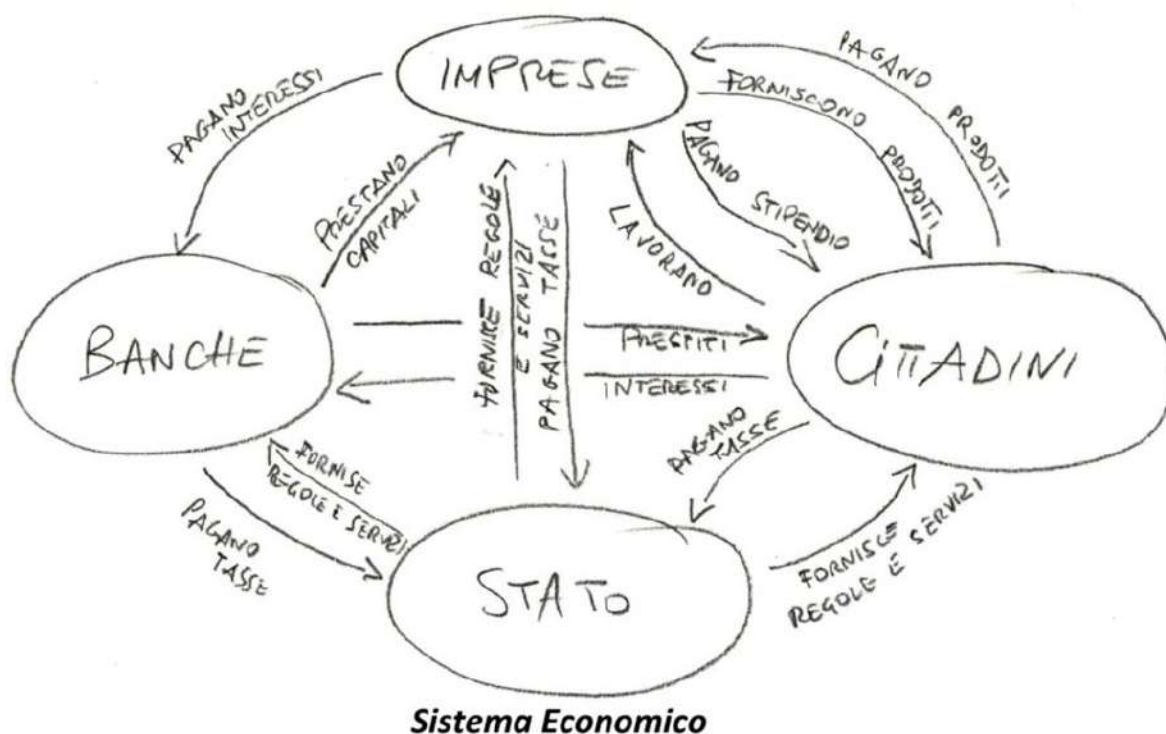 IMPRESE
PAGANO
INTERESSI
PRESTANO
CAPITALI
PAGANO PRODOTTI
FORNISCONO PRODOTTI
PAGANO STIPENDIO
LAVORANO
FORNIRE REGOLE
E SERVIZI
PAGANO TASSE
BANCHE
PRESTITI
INTERESSI
CITTADINI
PAGANO
TASSE
FORNISE
REGOLE E SERVIZI
PAGANO
TASSE
STATO
FORNISCE
REGOLE E SERVIZI
Sistema Economico